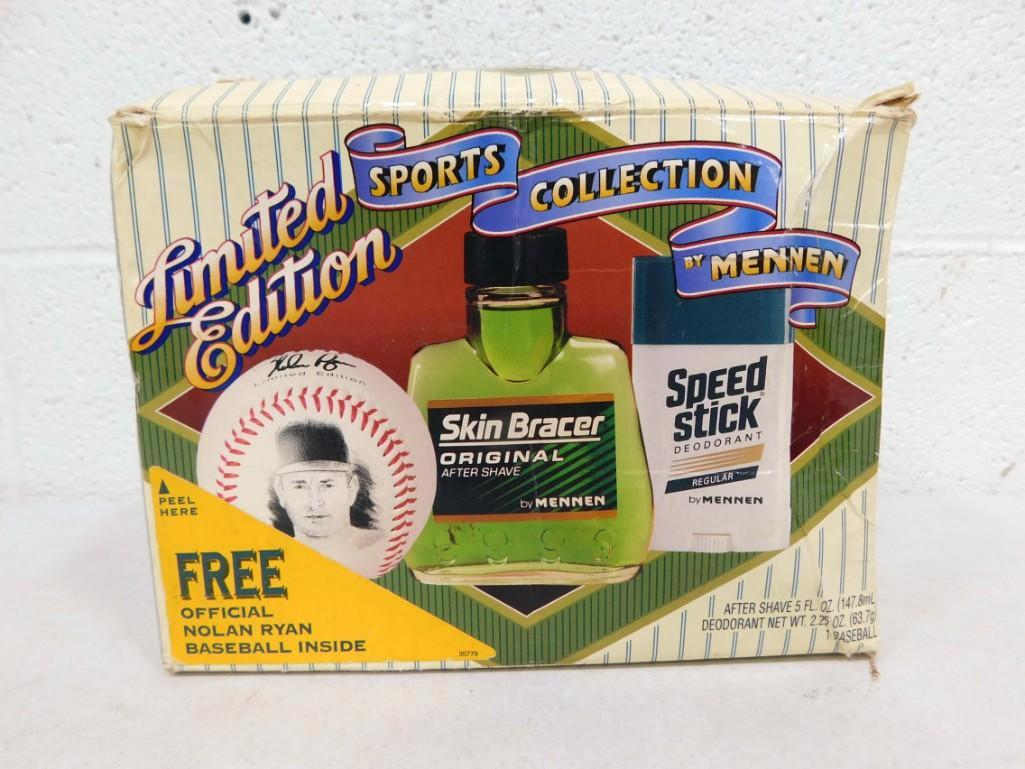 Limited
Edition
SPORTS
COLLECTION
BY MENNEN
Nolan Ryan
Limited Edition
Skin Bracer
ORIGINAL
AFTER SHAVE
by MENNEN
SPEED
STICK
DEODORANT
REGULAR
by MENNEN
PEEL
HERE
FREE
OFFICIAL
NOLAN RYAN
BASEBALL INSIDE
35779
AFTER SHAVE 5 FL. OZ. (147.8mL
DEODORANT NET WT. 2.25 OZ. (63.7g
1 BASEBALL